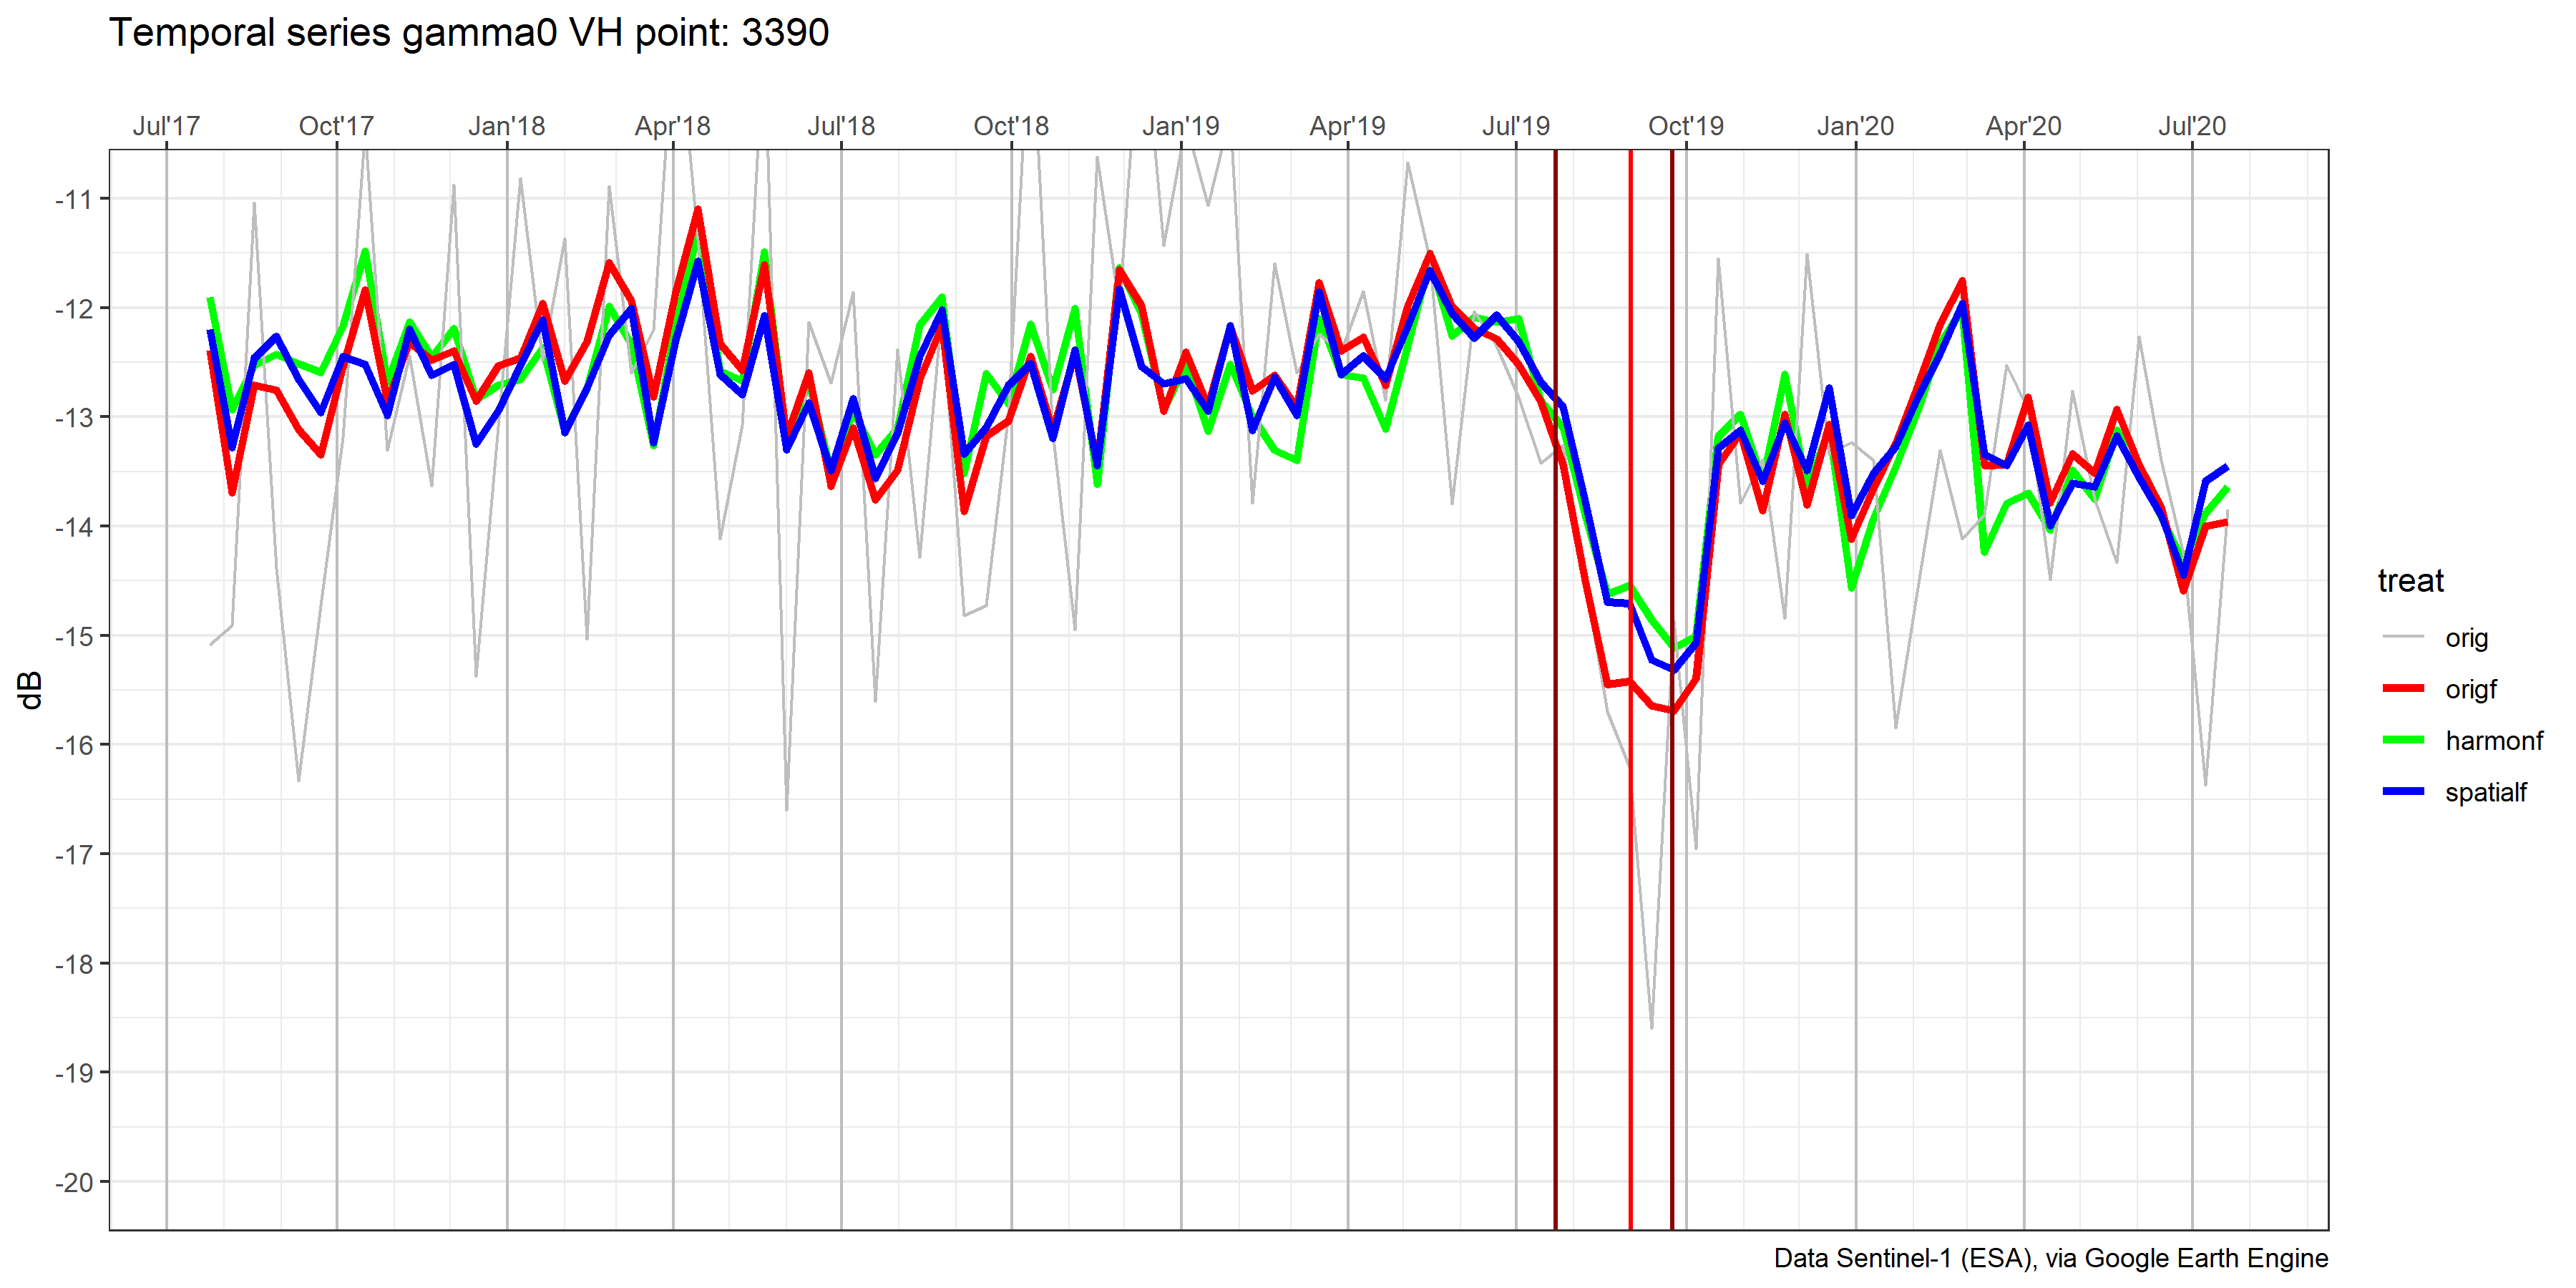 Temporal series gamma0 VH point: 3390
Jul'17 Oct'17 Jan'18 Apr'18 Jul'18 Oct'18 Jan'19 Apr'19 Jul'19 Oct'19 Jan'20 Apr'20 Jul'20
-11
-12
-13
-14
-15
-16
-17
-18
-19
-20
dB
treat
orig
origf
harmonf
spatialf
Data Sentinel-1 (ESA), via Google Earth Engine